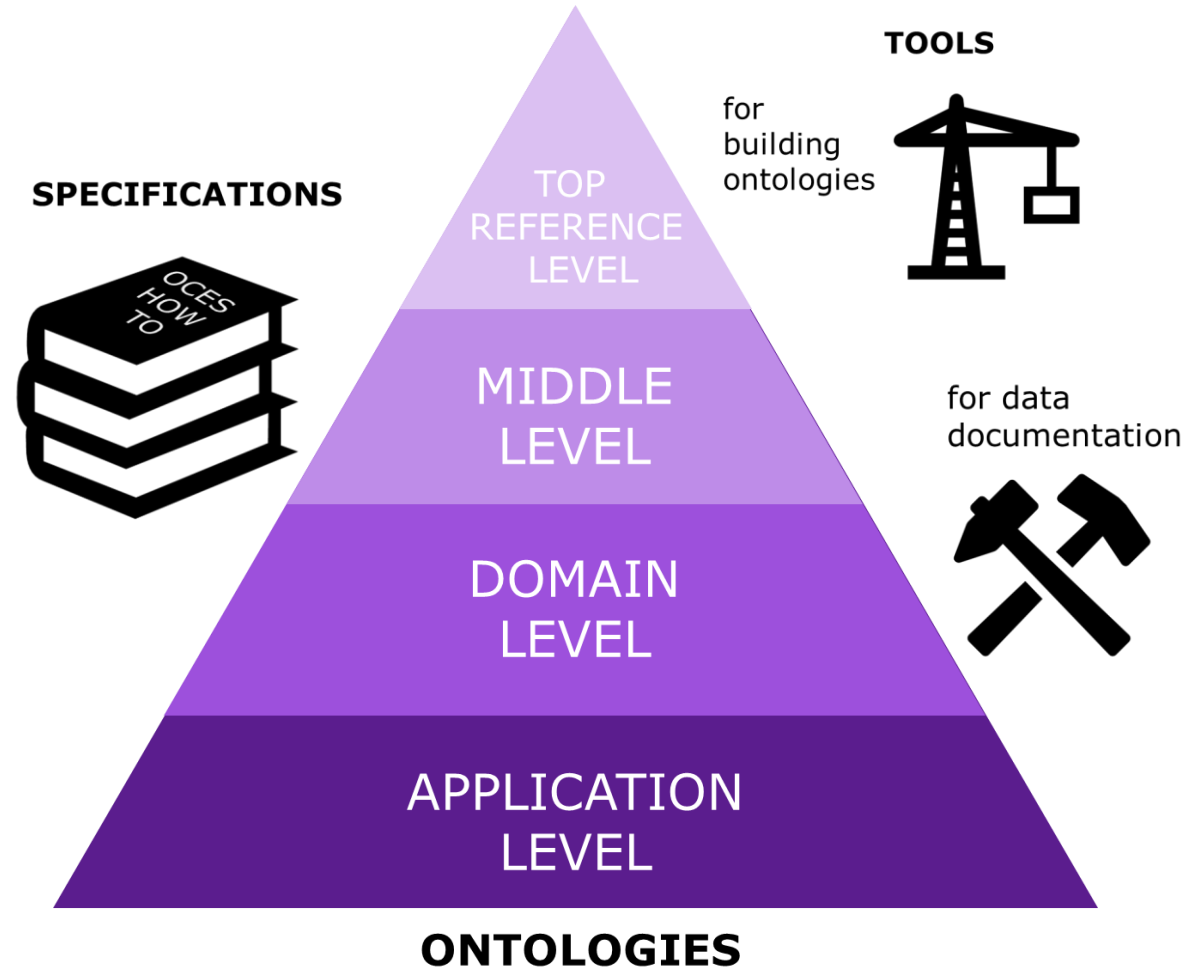 TOOLS
for
building
ontologies
SPECIFICATIONS
OCES
HOW
TO
TOP
REFERENCE
LEVEL
MIDDLE
LEVEL
for data
documentation
DOMAIN
LEVEL
APPLICATION
LEVEL
ONTOLOGIES